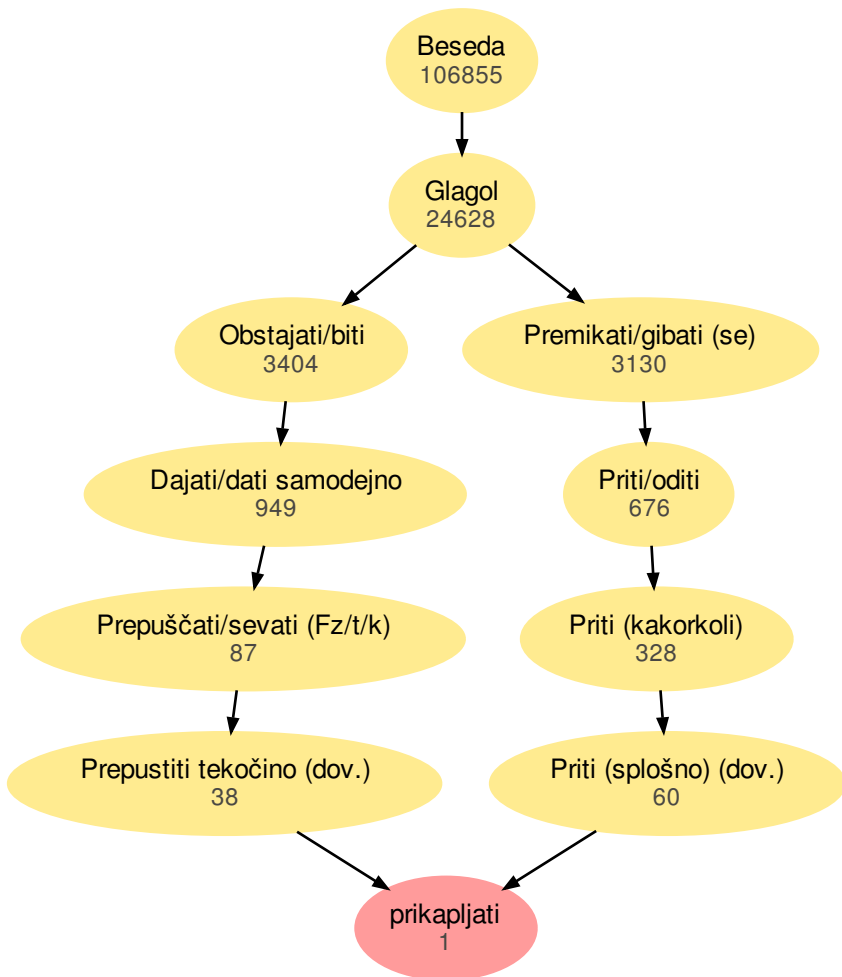 Beseda
106855
Glagol
24628
Obstajati/biti
3404
Premikati/gibati (se)
3130
Dajati/dati samodejno
949
Priti/oditi
676
Prepuščati/sevati (Fz/t/k)
87
Priti (kakorkoli)
328
Prepustiti tekočino (dov.)
38
Priti (splošno) (dov.)
60
prikapljati
1